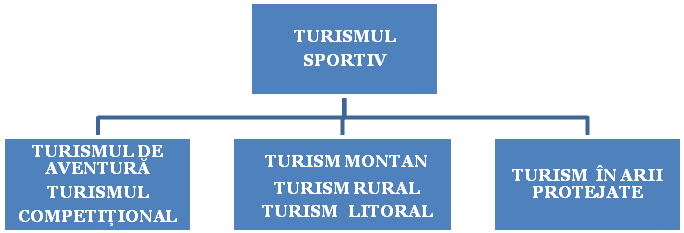 TURISMUL
SPORTIV
TURISMUL DE
AVENTURĂ
TURISMUL
COMPETIȚIONAL
TURISM MONTAN
TURISM RURAL
TURISM LITORAL
TURISM ÎN ARII
PROTEJATE